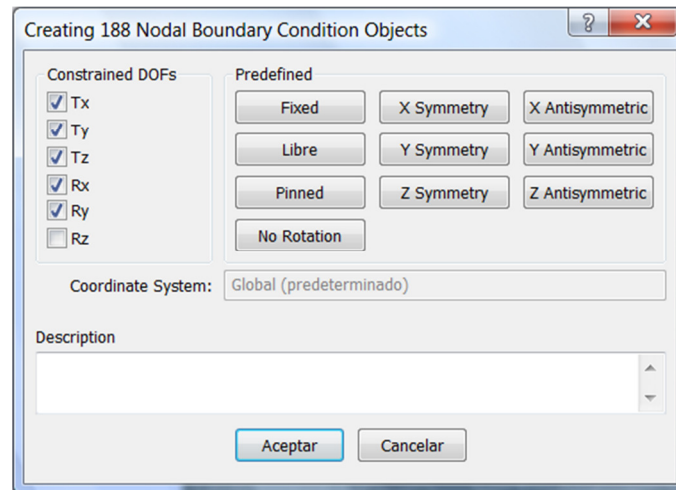 Creating 188 Nodal Boundary Condition Objects
Constrained DOFs
Tx
Ty
Tz
Rx
Ry
Rz
Predefined
Fixed X Symmetry X Antisymmetric
Libre Y Symmetry Y Antisymmetric
Pinned Z Symmetry Z Antisymmetric
No Rotation
Coordinate System: Global (predeterminado)
Description
Aceptar Cancelar